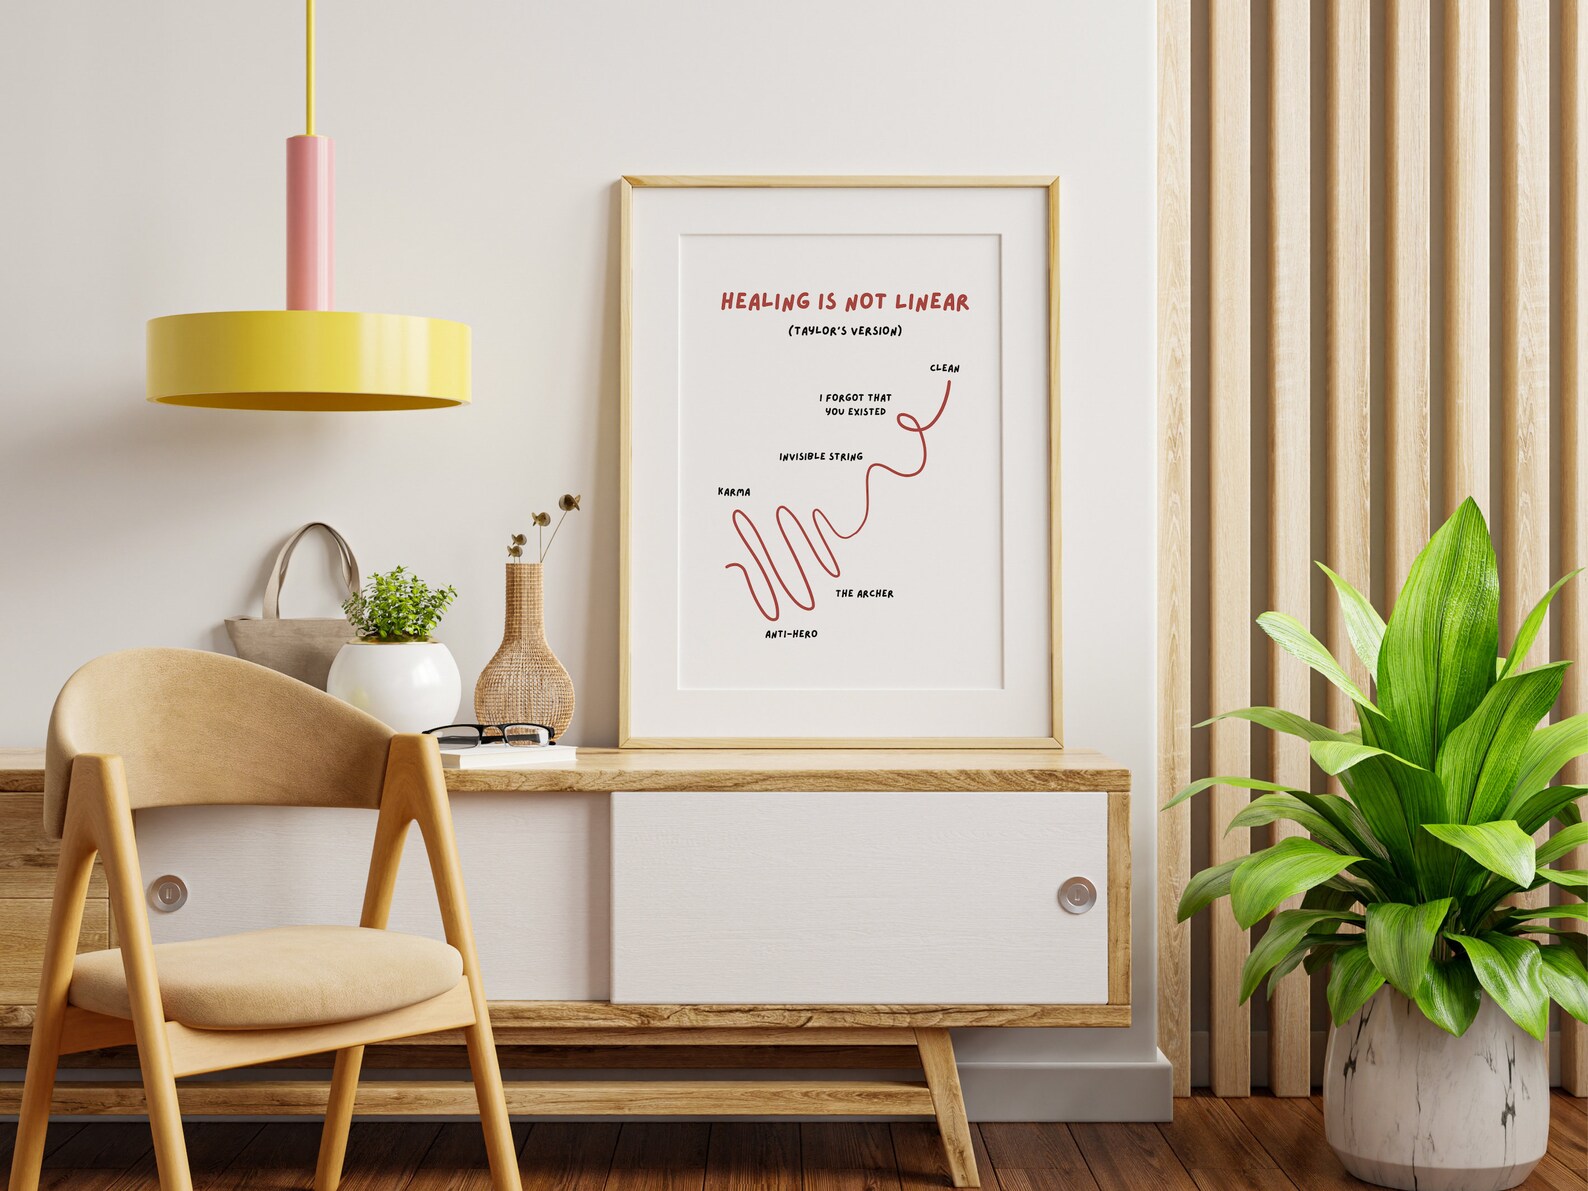 HEALING IS NOT LINEAR
(TAYLOR'S VERSION)
CLEAN
I FORGOT THAT
YOU EXISTED
INVISIBLE STRING
KARMA
THE ARCHER
ANTI-HERO